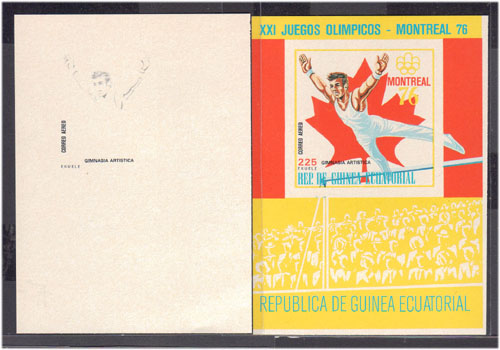 CORREO AEREO
GIMNASIA ARTISTICA
EKUELE
XXI JUEGOS OLIMPICOS - MONTREAL 76
MONTREAL
76
CORREO AEREO
225
GIMNASIA ARTISTICA
EKUELE
REP DE GUINEA ECUATORIAL
REPUBLICA DE GUINEA ECUATORIAL